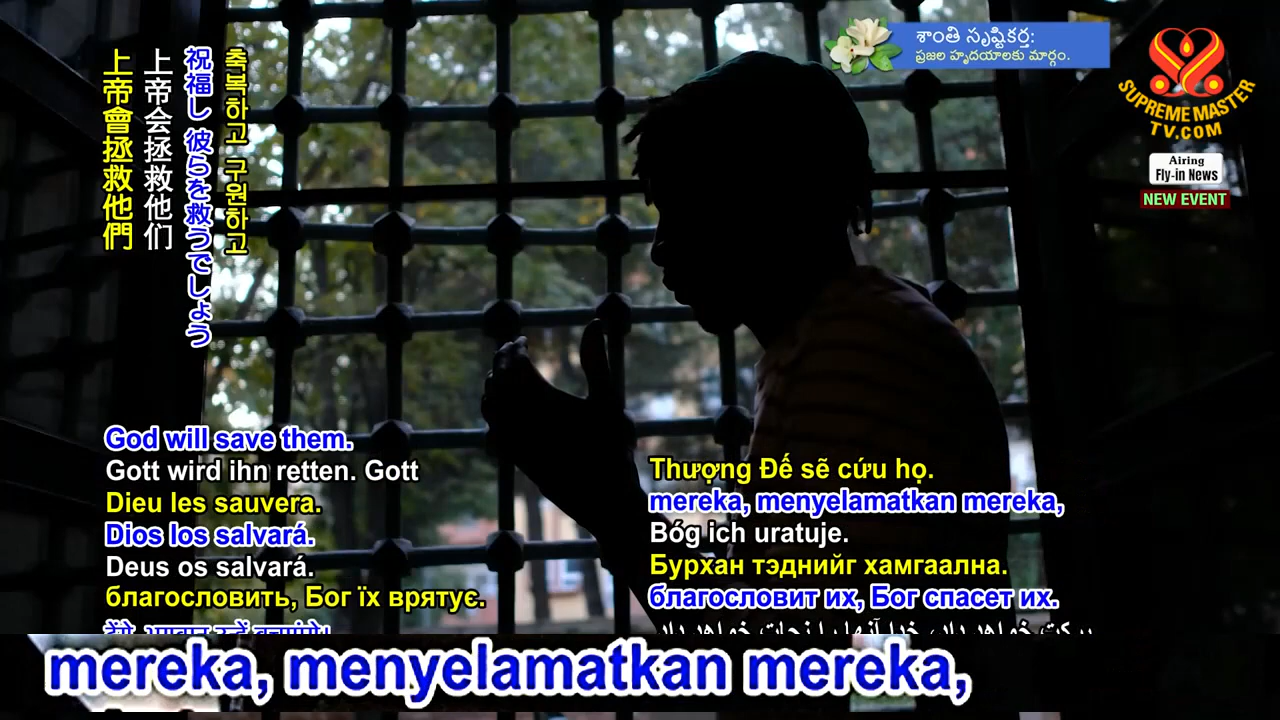 శాంతి సృష్టికర్త:
ప్రజల హృదయాలకు మార్గం.
SUPREME MASTER
TV.COM
Airing
Fly-in News
NEW EVENT
上帝會拯救他們
上帝会拯救他们
祝福し 彼らを救うでしょう
축복하고 구원하고
God will save them.
Gott wird ihn retten. Gott
Dieu les sauvera.
Dios los salvará.
Deus os salvará.
благословить, Бог їх врятує.
Thượng Đế sẽ cứu họ.
mereka, menyelamatkan mereka,
Bóg ich uratuje.
Бурхан тэднийг хамгаална.
благословит их, Бог спасет их.
mereka, menyelamatkan mereka,